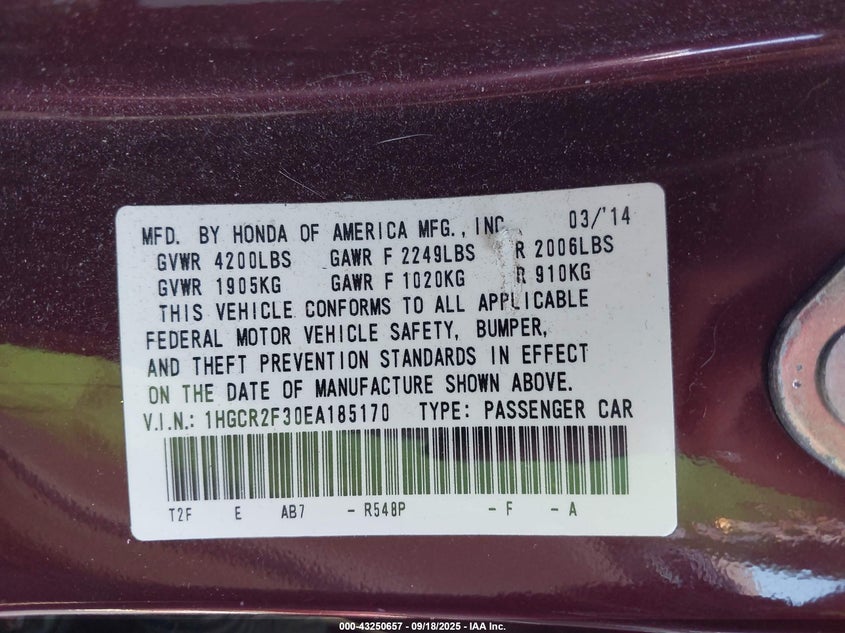 MFD. BY HONDA OF AMERICA MFG., INC. 03/'14
GVWR 4200LBS GAWR F 2249LBS R 2006LBS
GVWR 1905KG GAWR F 1020KG R 910KG
THIS VEHICLE CONFORMS TO ALL APPLICABLE
FEDERAL MOTOR VEHICLE SAFETY, BUMPER,
AND THEFT PREVENTION STANDARDS IN EFFECT
ON THE DATE OF MANUFACTURE SHOWN ABOVE.
V.I.N.: 1HGCR2F30EA185170 TYPE: PASSENGER CAR
T2F E AB7 - R548P - F - A
000-43250657 - 09/18/2025 - IAA Inc.